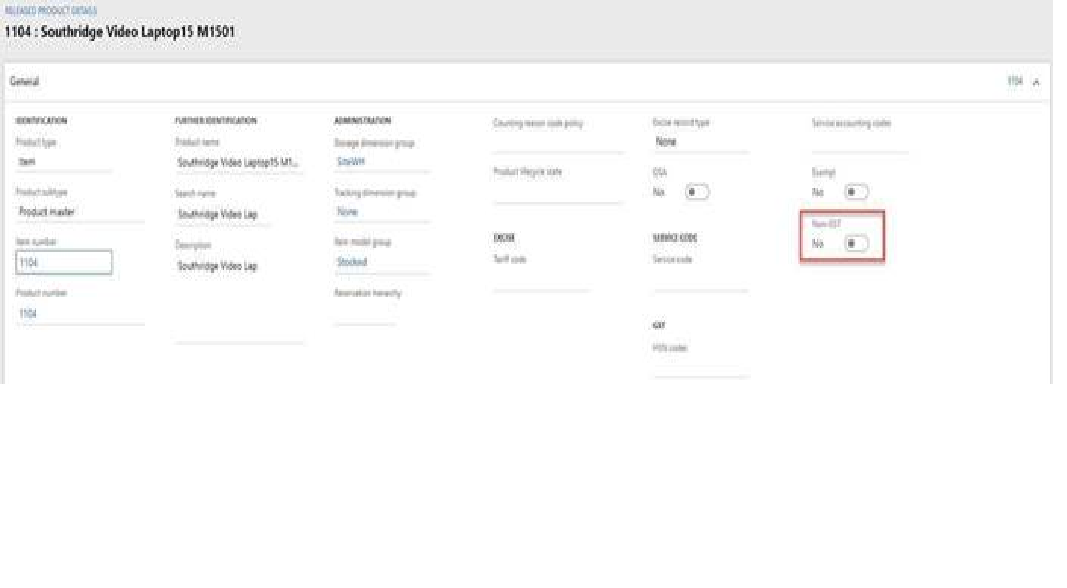 RELEASED PRODUCT DETAILS
1104 : Southridge Video Laptop15 M1501
General
1104
IDENTIFICATION
Product type
Item
Product subtype
Product master
Item number
1104
Product number
1104
FURTHER IDENTIFICATION
Product name
Southridge Video Laptop15 M1...
Search name
Southridge Video Lap
Description
Southridge Video Lap
ADMINISTRATION
Storage dimension group
SiteWH
Tracking dimension group
None
Item model group
Stocked
Reservation hierarchy
Counting reason code policy
Product lifecycle state
EXCISE
Tariff code
Excise record type
None
DSA
No
SERVICE CODE
Service code
GST
HSN codes
Service accounting codes
Exempt
No
Non-GST
No